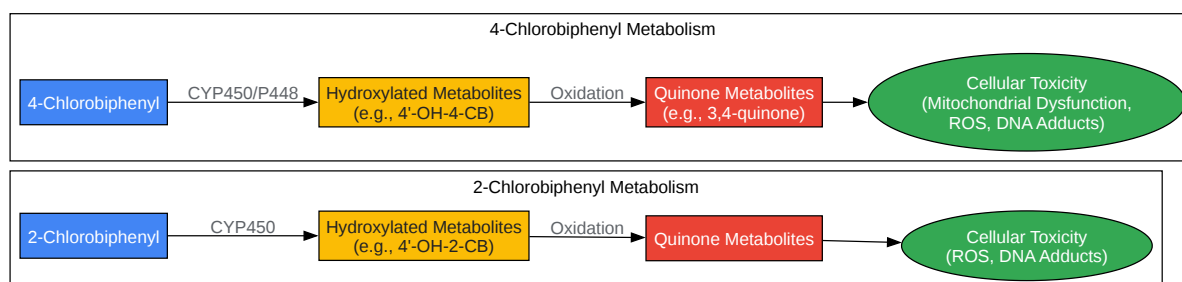 4-Chlorobiphenyl Metabolism
4-Chlorobiphenyl
CYP450/P448
Hydroxylated Metabolites
(e.g., 4'-OH-4-CB)
Oxidation
Quinone Metabolites
(e.g., 3,4-quinone)
Cellular Toxicity
(Mitochondrial Dysfunction,
ROS, DNA Adducts)
2-Chlorobiphenyl Metabolism
2-Chlorobiphenyl
CYP450
Hydroxylated Metabolites
(e.g., 4'-OH-2-CB)
Oxidation
Quinone Metabolites
Cellular Toxicity
(ROS, DNA Adducts)